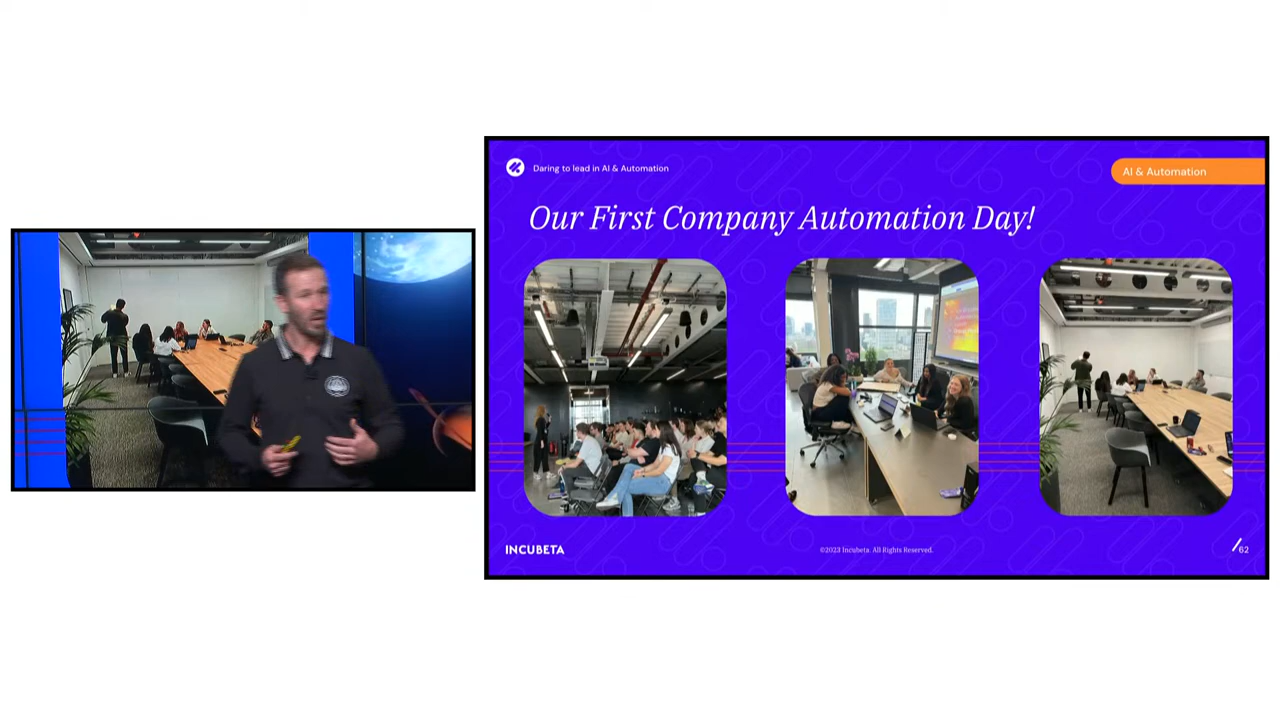 Daring to lead in AI & Automation
AI & Automation
Our First Company Automation Day!
INCUBETA
©2023 Incubeta. All Rights Reserved.
62